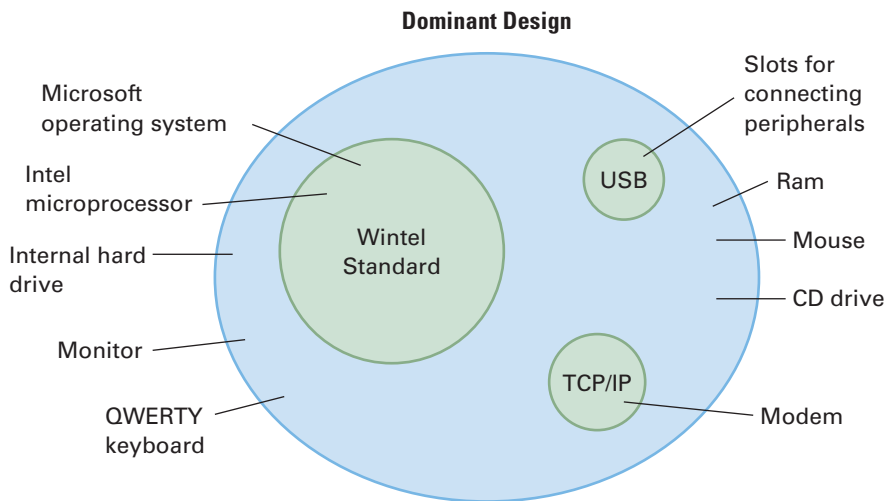 Dominant Design
Microsoft
operating system
Intel
microprocessor
Internal hard
drive
Monitor
QWERTY
keyboard
Wintel
Standard
USB
TCP/IP
Slots for
connecting
peripherals
Ram
Mouse
CD drive
Modem